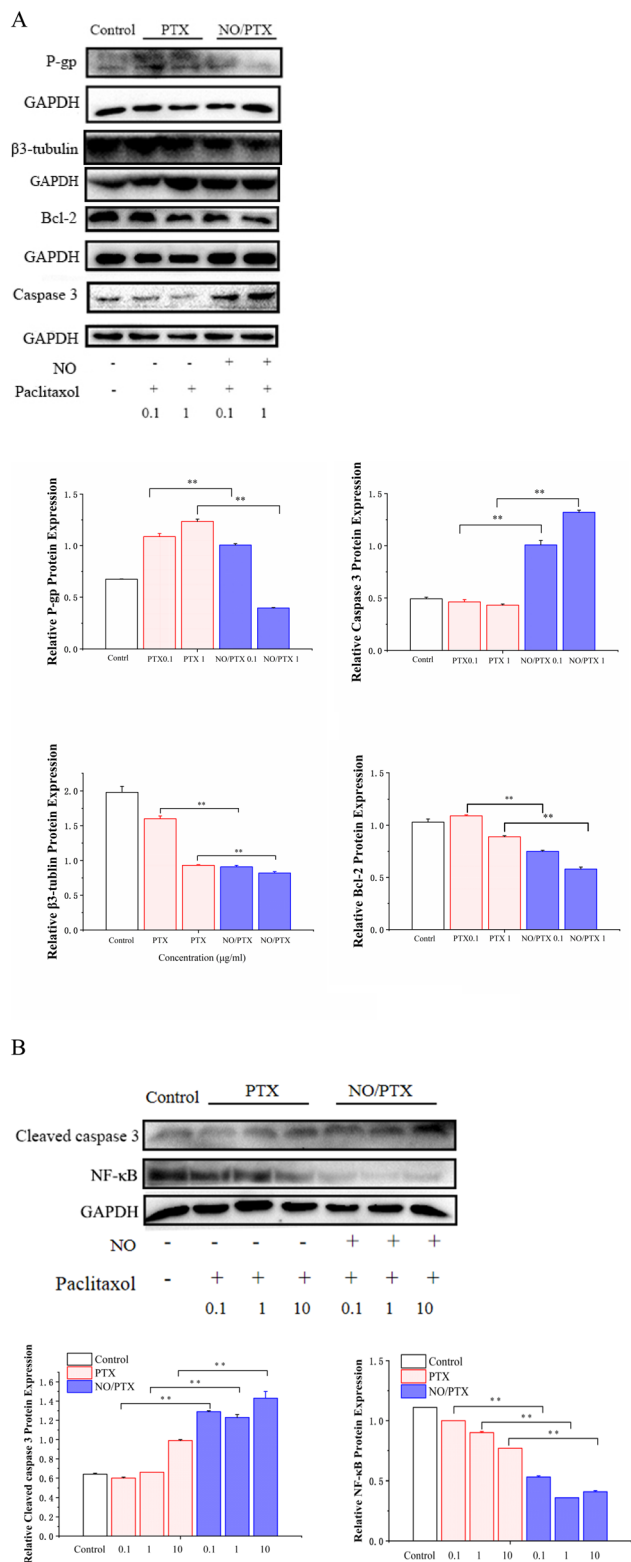 A
Control PTX NO/PTX
P-gp
GAPDH
β3-tubulin
GAPDH
Bcl-2
GAPDH
Caspase 3
GAPDH
NO - - - + +
Paclitaxol - + + + +
0.1 1 0.1 1
Relative P-gp Protein Expression
1.5
1.0
0.5
0.0
** **
Contrl PTX0.1 PTX 1 NO/PTX 0.1 NO/PTX 1
Relative Caspase 3 Protein Expression
1.5
1.0
0.5
0.0
** **
Contrl PTX0.1 PTX 1 NO/PTX 0.1 NO/PTX 1
Relative β3-tublin Protein Expression
2.0
1.5
1.0
0.5
0.0
** **
Control PTX PTX NO/PTX NO/PTX
Concentration (μg/ml)
Relative Bcl-2 Protein Expression
1.5
1.0
0.5
0.0
** **
Contrl PTX0.1 PTX 1 NO/PTX 0.1 NO/PTX 1
B
Control PTX NO/PTX
Cleaved caspase 3
NF-κB
GAPDH
NO - - - - + + +
Paclitaxol - + + + + + +
0.1 1 10 0.1 1 10
Relative Cleaved caspase 3 Protein Expression
1.6
1.4
1.2
1.0
0.8
0.6
0.4
0.2
0.0
Control
PTX
NO/PTX
** ** **
Control 0.1 1 10 0.1 1 10
Relative NF-κB Protein Expression
1.5
1.0
0.5
0.0
Control
PTX
NO/PTX
** ** **
Control 0.1 1 10 0.1 1 10